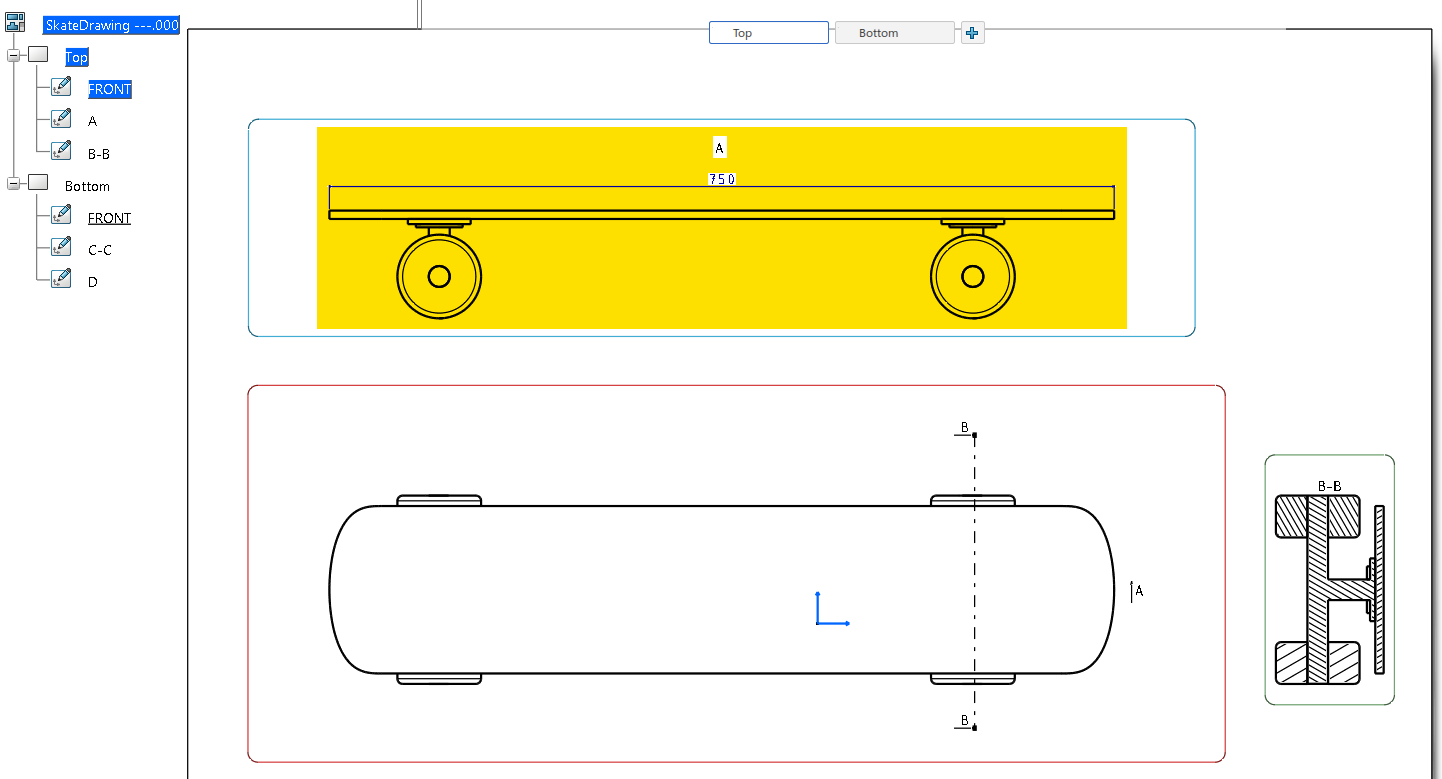 SkateDrawing ---.000
Top
FRONT
A
B-B
Bottom
FRONT
C-C
D
Top
Bottom
A
750
B
A
B
B-B